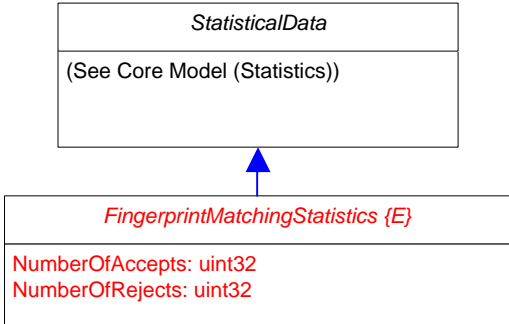 StatisticalData
(See Core Model (Statistics))
FingerprintMatchingStatistics {E}
NumberOfAccepts: uint32
NumberOfRejects: uint32